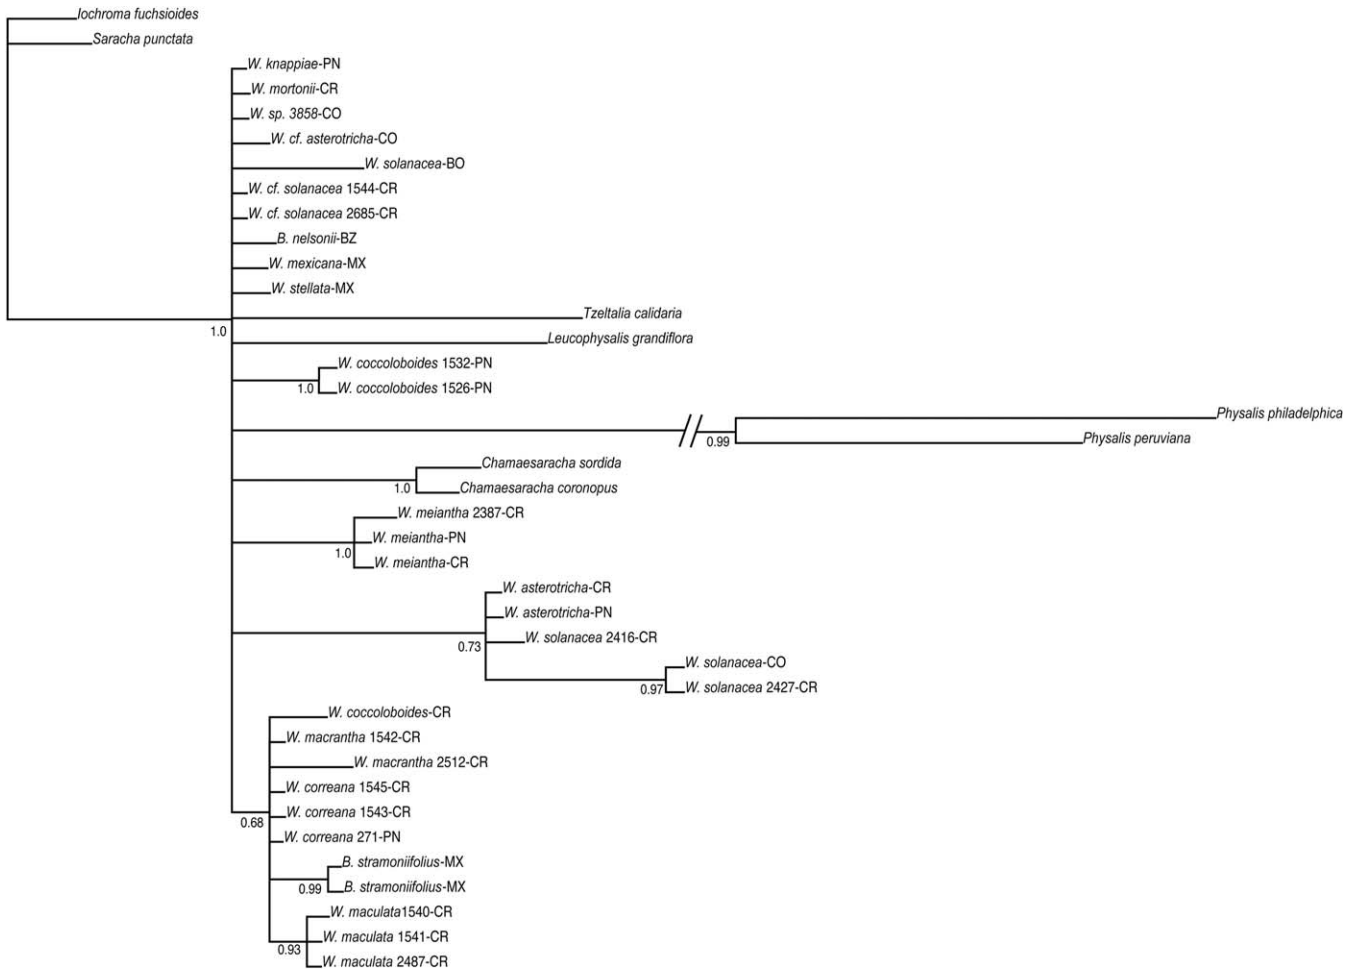 Iochroma fuchsioides
Saracha punctata
W. knappiae-PN
W. mortonii-CR
W. sp. 3858-CO
W. cf. asterotricha-CO
W. solanacea-BO
W. cf. solanacea 1544-CR
W. cf. solanacea 2685-CR
B. nelsonii-BZ
W. mexicana-MX
W. stellata-MX
Tzeltalia calidaria
1.0
Leucophysalis grandiflora
W. coccoloboides 1532-PN
1.0
W. coccoloboides 1526-PN
Physalis philadelphica
0.99
Physalis peruviana
Chamaesaracha sordida
1.0
Chamaesaracha coronopus
W. meiantha 2387-CR
W. meiantha-PN
1.0
W. meiantha-CR
W. asterotricha-CR
W. asterotricha-PN
W. solanacea 2416-CR
0.73
W. solanacea-CO
0.97
W. solanacea 2427-CR
W. coccoloboides-CR
W. macrantha 1542-CR
W. macrantha 2512-CR
W. correana 1545-CR
W. correana 1543-CR
0.68
W. correana 271-PN
B. stramoniifolius-MX
0.99
B. stramoniifolius-MX
W. maculata1540-CR
W. maculata 1541-CR
0.93
W. maculata 2487-CR